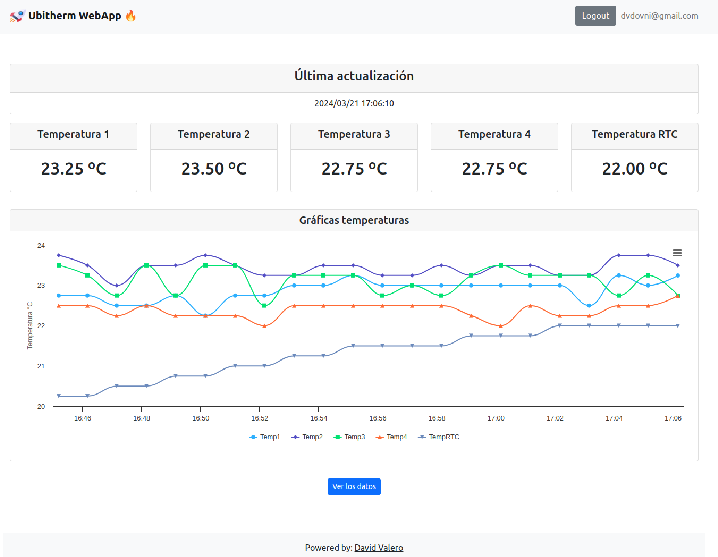 Ubitherm WebApp
Logout dvdovni@gmail.com
Última actualización
2024/03/21 17:06:10
Temperatura 1 Temperatura 2 Temperatura 3 Temperatura 4 Temperatura RTC
23.25 ºC 23.50 ºC 22.75 ºC 22.75 ºC 22.00 ºC
Gráficas temperaturas
24
23
22
21
20
Temperatura °C
16:46 16:48 16:50 16:52 16:54 16:56 16:58 17:00 17:02 17:04 17:06
Temp1 Temp2 Temp3 Temp4 TempRTC
Ver los datos
Powered by: David Valero